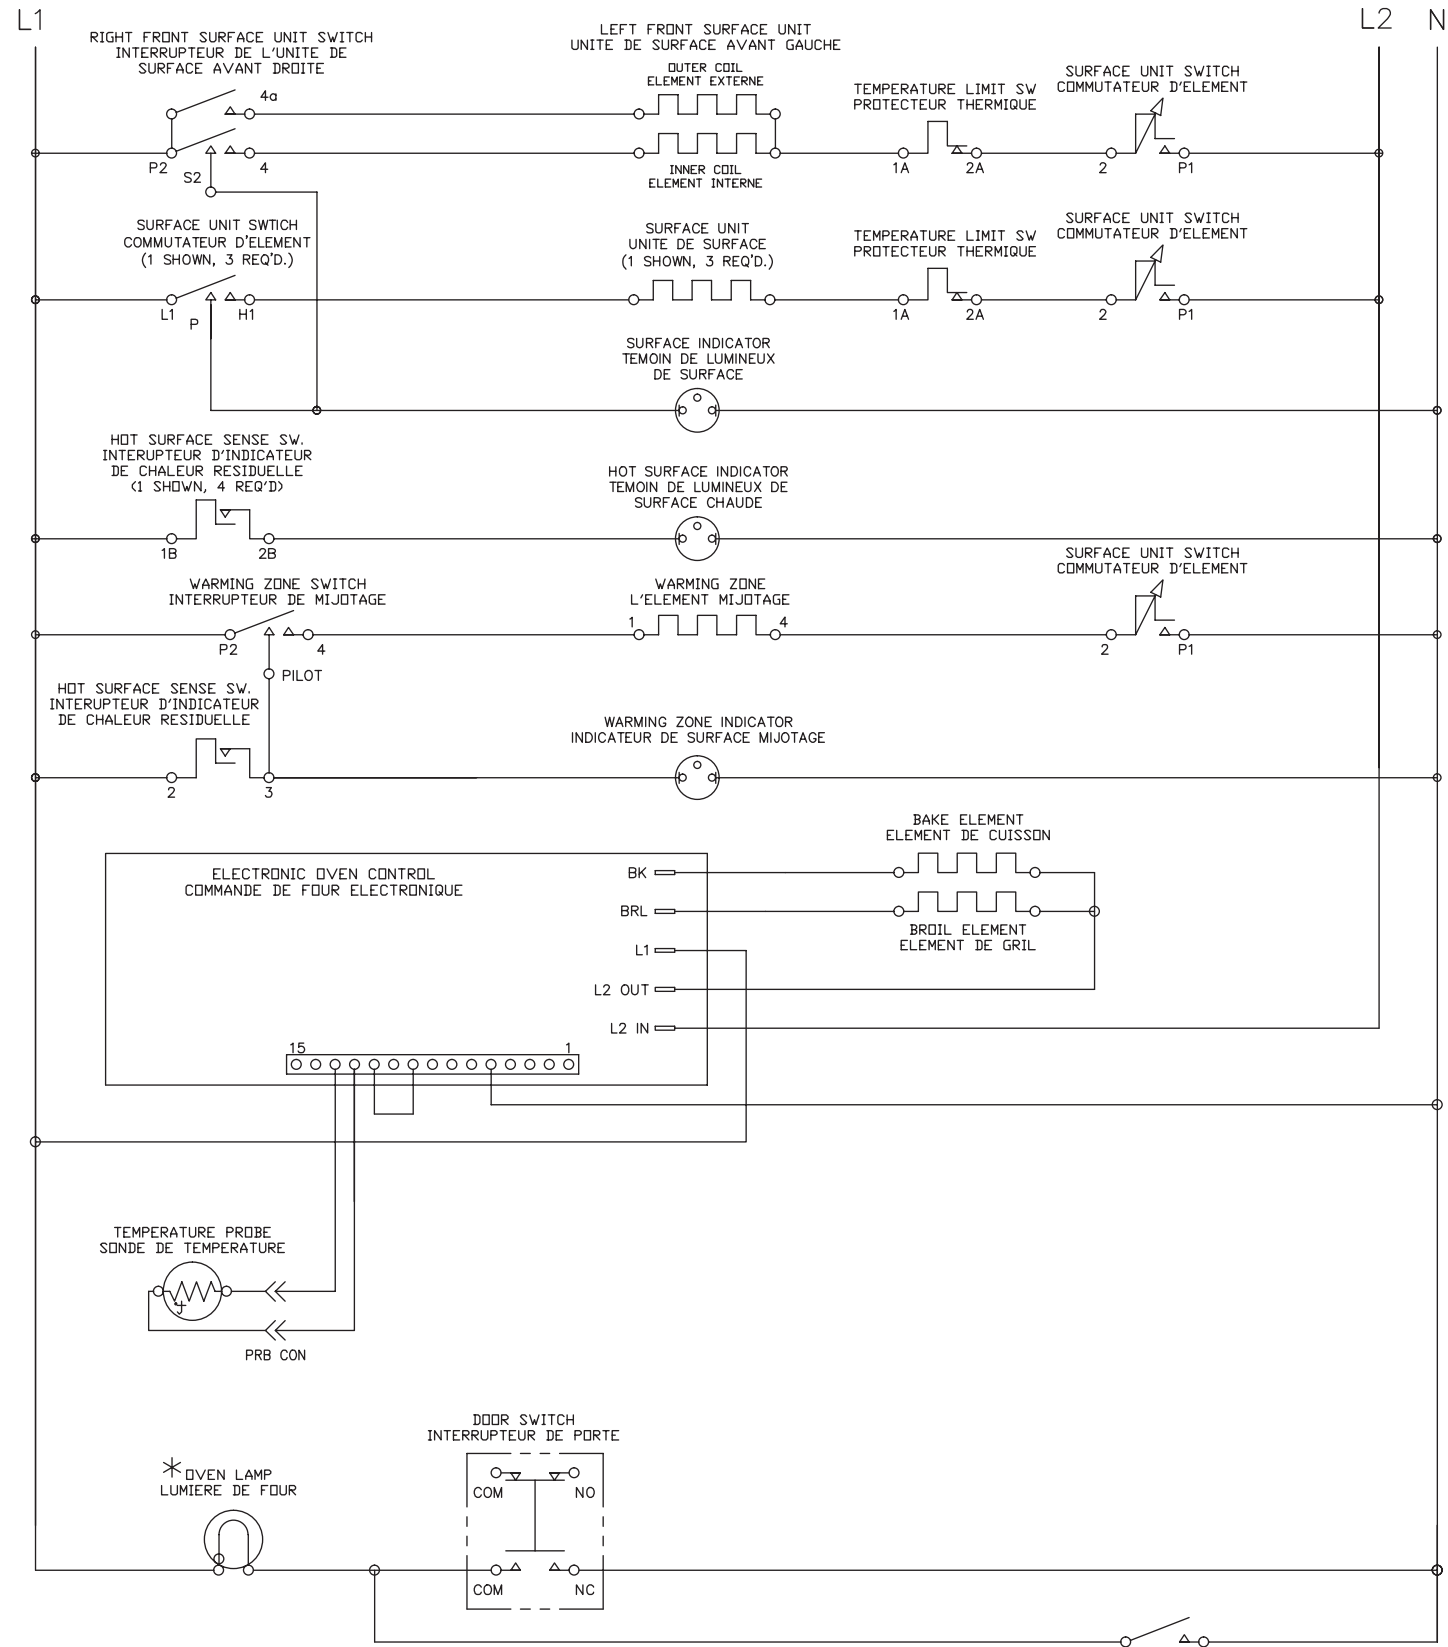 L1
L2
N
RIGHT FRONT SURFACE UNIT SWITCH
INTERRUPTEUR DE L'UNITE DE
SURFACE AVANT DROITE
LEFT FRONT SURFACE UNIT
UNITE DE SURFACE AVANT GAUCHE
OUTER COIL
ELEMENT EXTERNE
TEMPERATURE LIMIT SW
PROTECTEUR THERMIQUE
SURFACE UNIT SWITCH
COMMUTATEUR D'ELEMENT
4a
P2
S2
4
INNER COIL
ELEMENT INTERNE
1A
2A
2
P1
SURFACE UNIT SWTICH
COMMUTATEUR D'ELEMENT
(1 SHOWN, 3 REQ'D.)
SURFACE UNIT
UNITE DE SURFACE
(1 SHOWN, 3 REQ'D.)
TEMPERATURE LIMIT SW
PROTECTEUR THERMIQUE
SURFACE UNIT SWITCH
COMMUTATEUR D'ELEMENT
L1
P
H1
1A
2A
2
P1
SURFACE INDICATOR
TEMOIN DE LUMINEUX
DE SURFACE
HOT SURFACE SENSE SW.
INTERUPTEUR D'INDICATEUR
DE CHALEUR RESIDUELLE
(1 SHOWN, 4 REQ'D)
HOT SURFACE INDICATOR
TEMOIN DE LUMINEUX DE
SURFACE CHAUDE
1B
2B
WARMING ZONE SWITCH
INTERRUPTEUR DE MIJOTAGE
WARMING ZONE
L'ELEMENT MIJOTAGE
SURFACE UNIT SWITCH
COMMUTATEUR D'ELEMENT
P2
4
1
4
2
P1
PILOT
HOT SURFACE SENSE SW.
INTERUPTEUR D'INDICATEUR
DE CHALEUR RESIDUELLE
WARMING ZONE INDICATOR
INDICATEUR DE SURFACE MIJOTAGE
2
3
BAKE ELEMENT
ELEMENT DE CUISSON
ELECTRONIC OVEN CONTROL
COMMANDE DE FOUR ELECTRONIQUE
BK
BRL
BROIL ELEMENT
ELEMENT DE GRIL
L1
L2 OUT
L2 IN
15
1
TEMPERATURE PROBE
SONDE DE TEMPERATURE
PRB CON
DOOR SWITCH
INTERRUPTEUR DE PORTE
* OVEN LAMP
LUMIERE DE FOUR
COM
NO
COM
NC